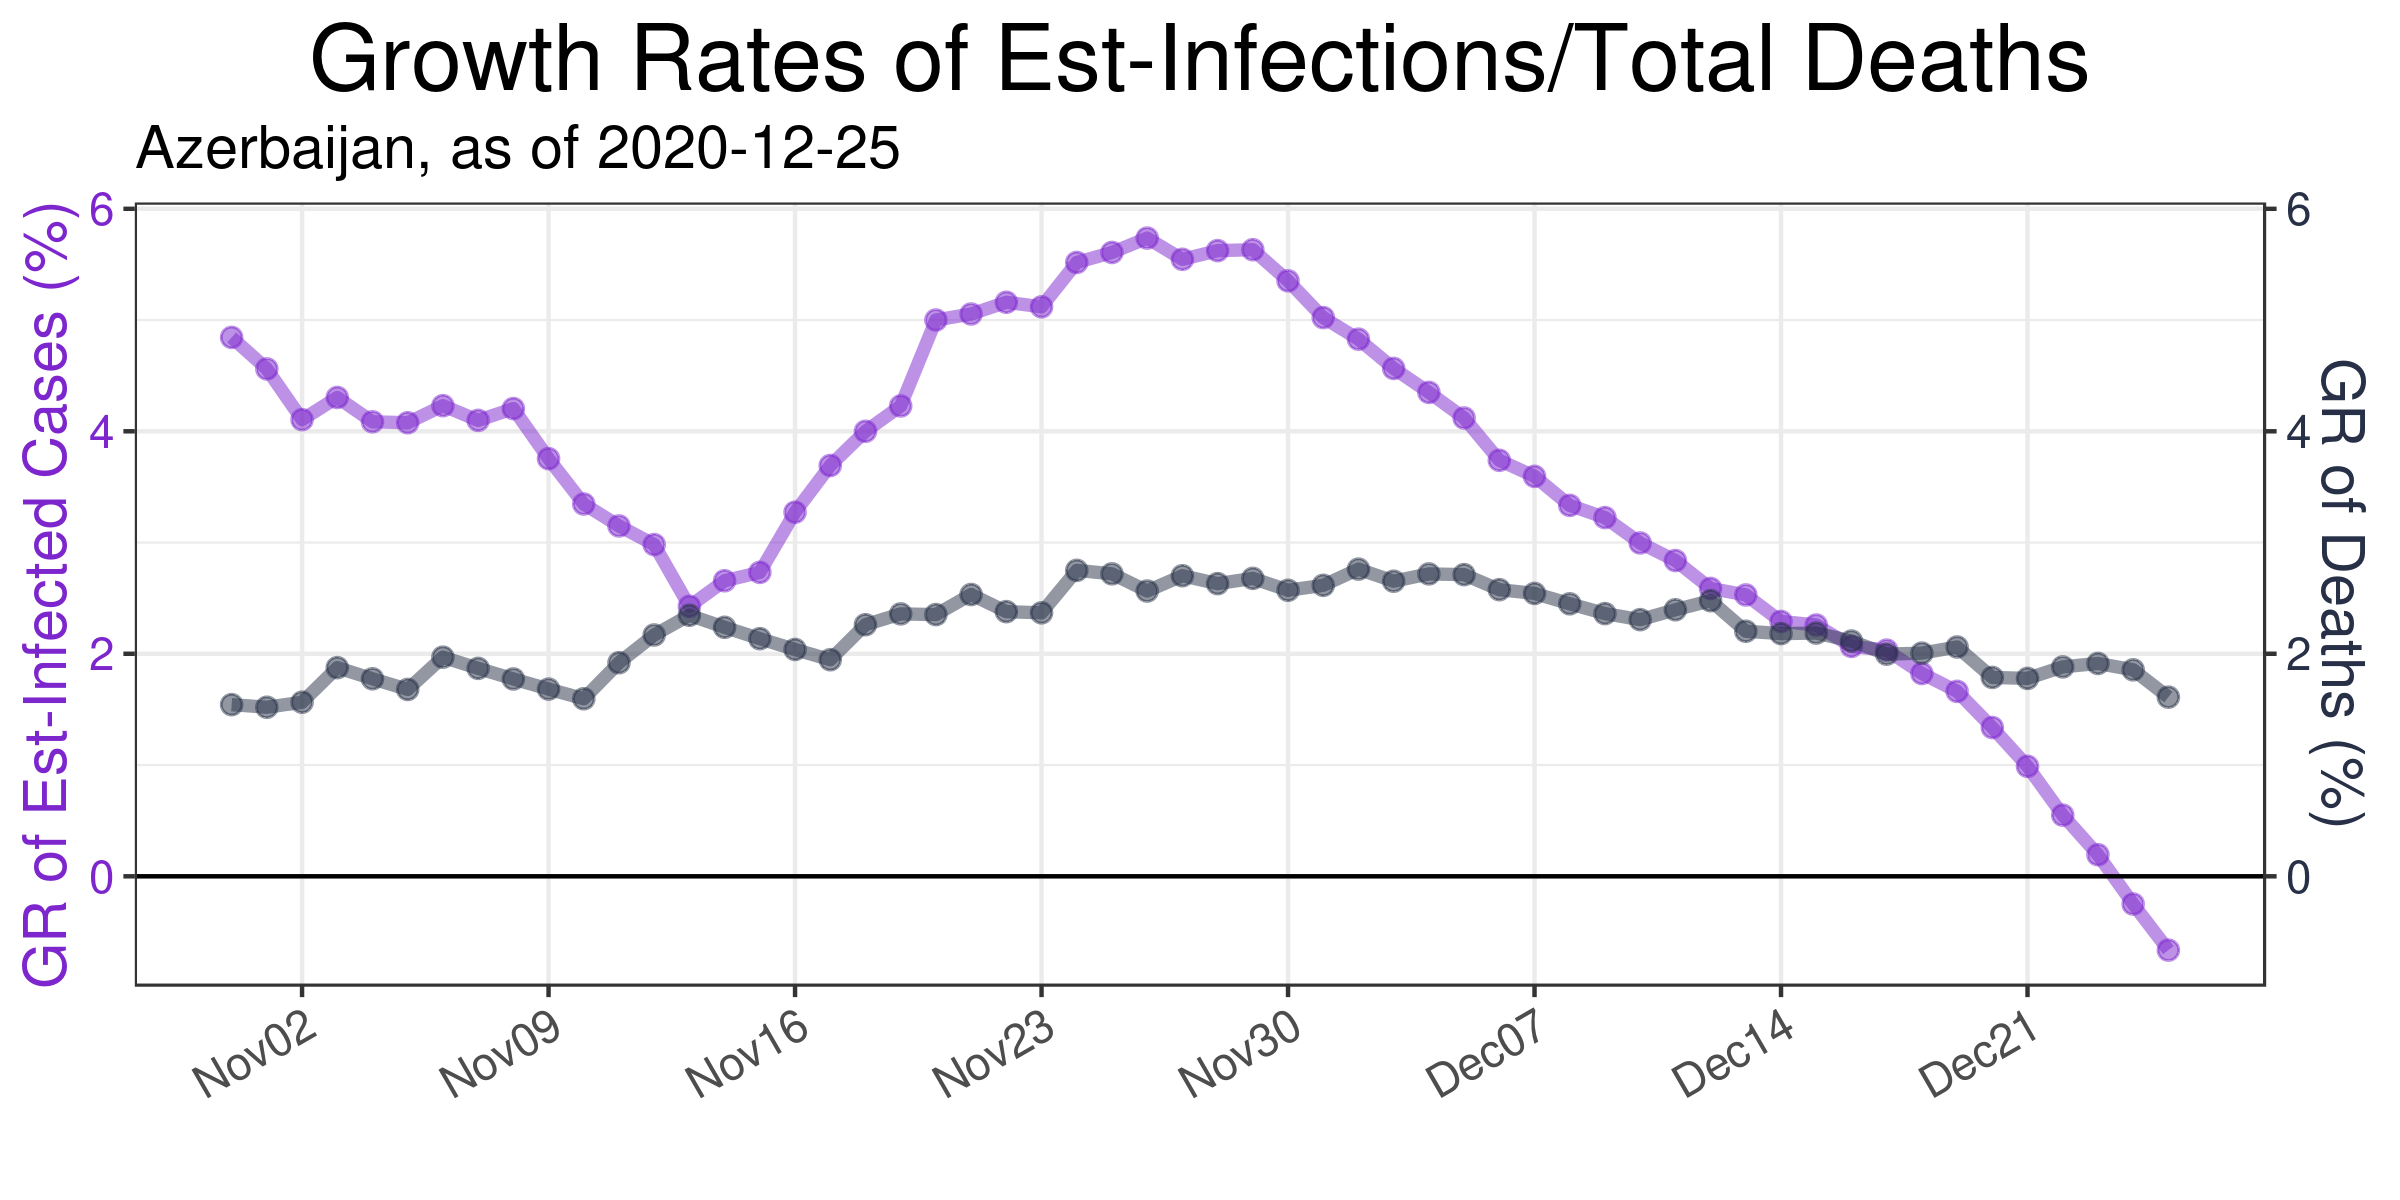 Growth Rates of Est-Infections/Total Deaths
Azerbaijan, as of 2020-12-25
GR of Est-Infected Cases (%)
6
4
2
0
6
4
2
0
GR of Deaths (%)
Nov02
Nov09
Nov16
Nov23
Nov30
Dec07
Dec14
Dec21